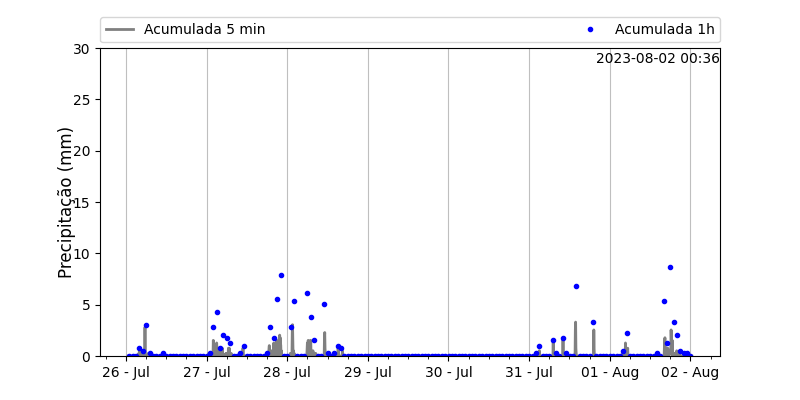 Acumulada 5 min
Acumulada 1h
2023-08-02 00:36
Precipitação (mm)
30
25
20
15
10
5
0
26 - Jul
27 - Jul
28 - Jul
29 - Jul
30 - Jul
31 - Jul
01 - Aug
02 - Aug